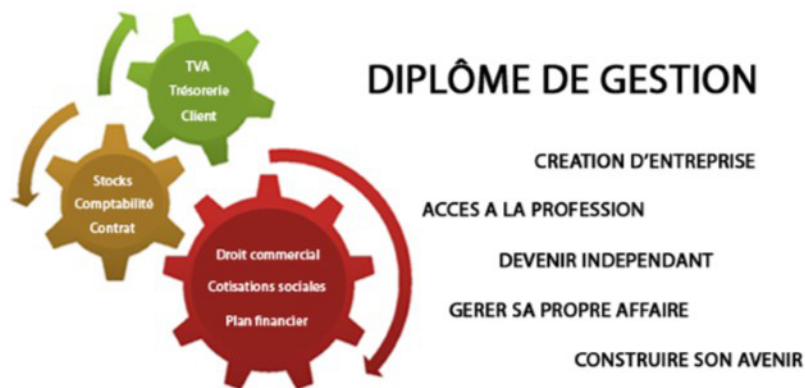 TVA
Trésorerie
Client
Stocks
Comptabilité
Contrat
Droit commercial
Cotisations sociales
Plan financier
DIPLÔME DE GESTION
CREATION D'ENTREPRISE
ACCES A LA PROFESSION
DEVENIR INDEPENDANT
GERER SA PROPRE AFFAIRE
CONSTRUIRE SON AVENIR